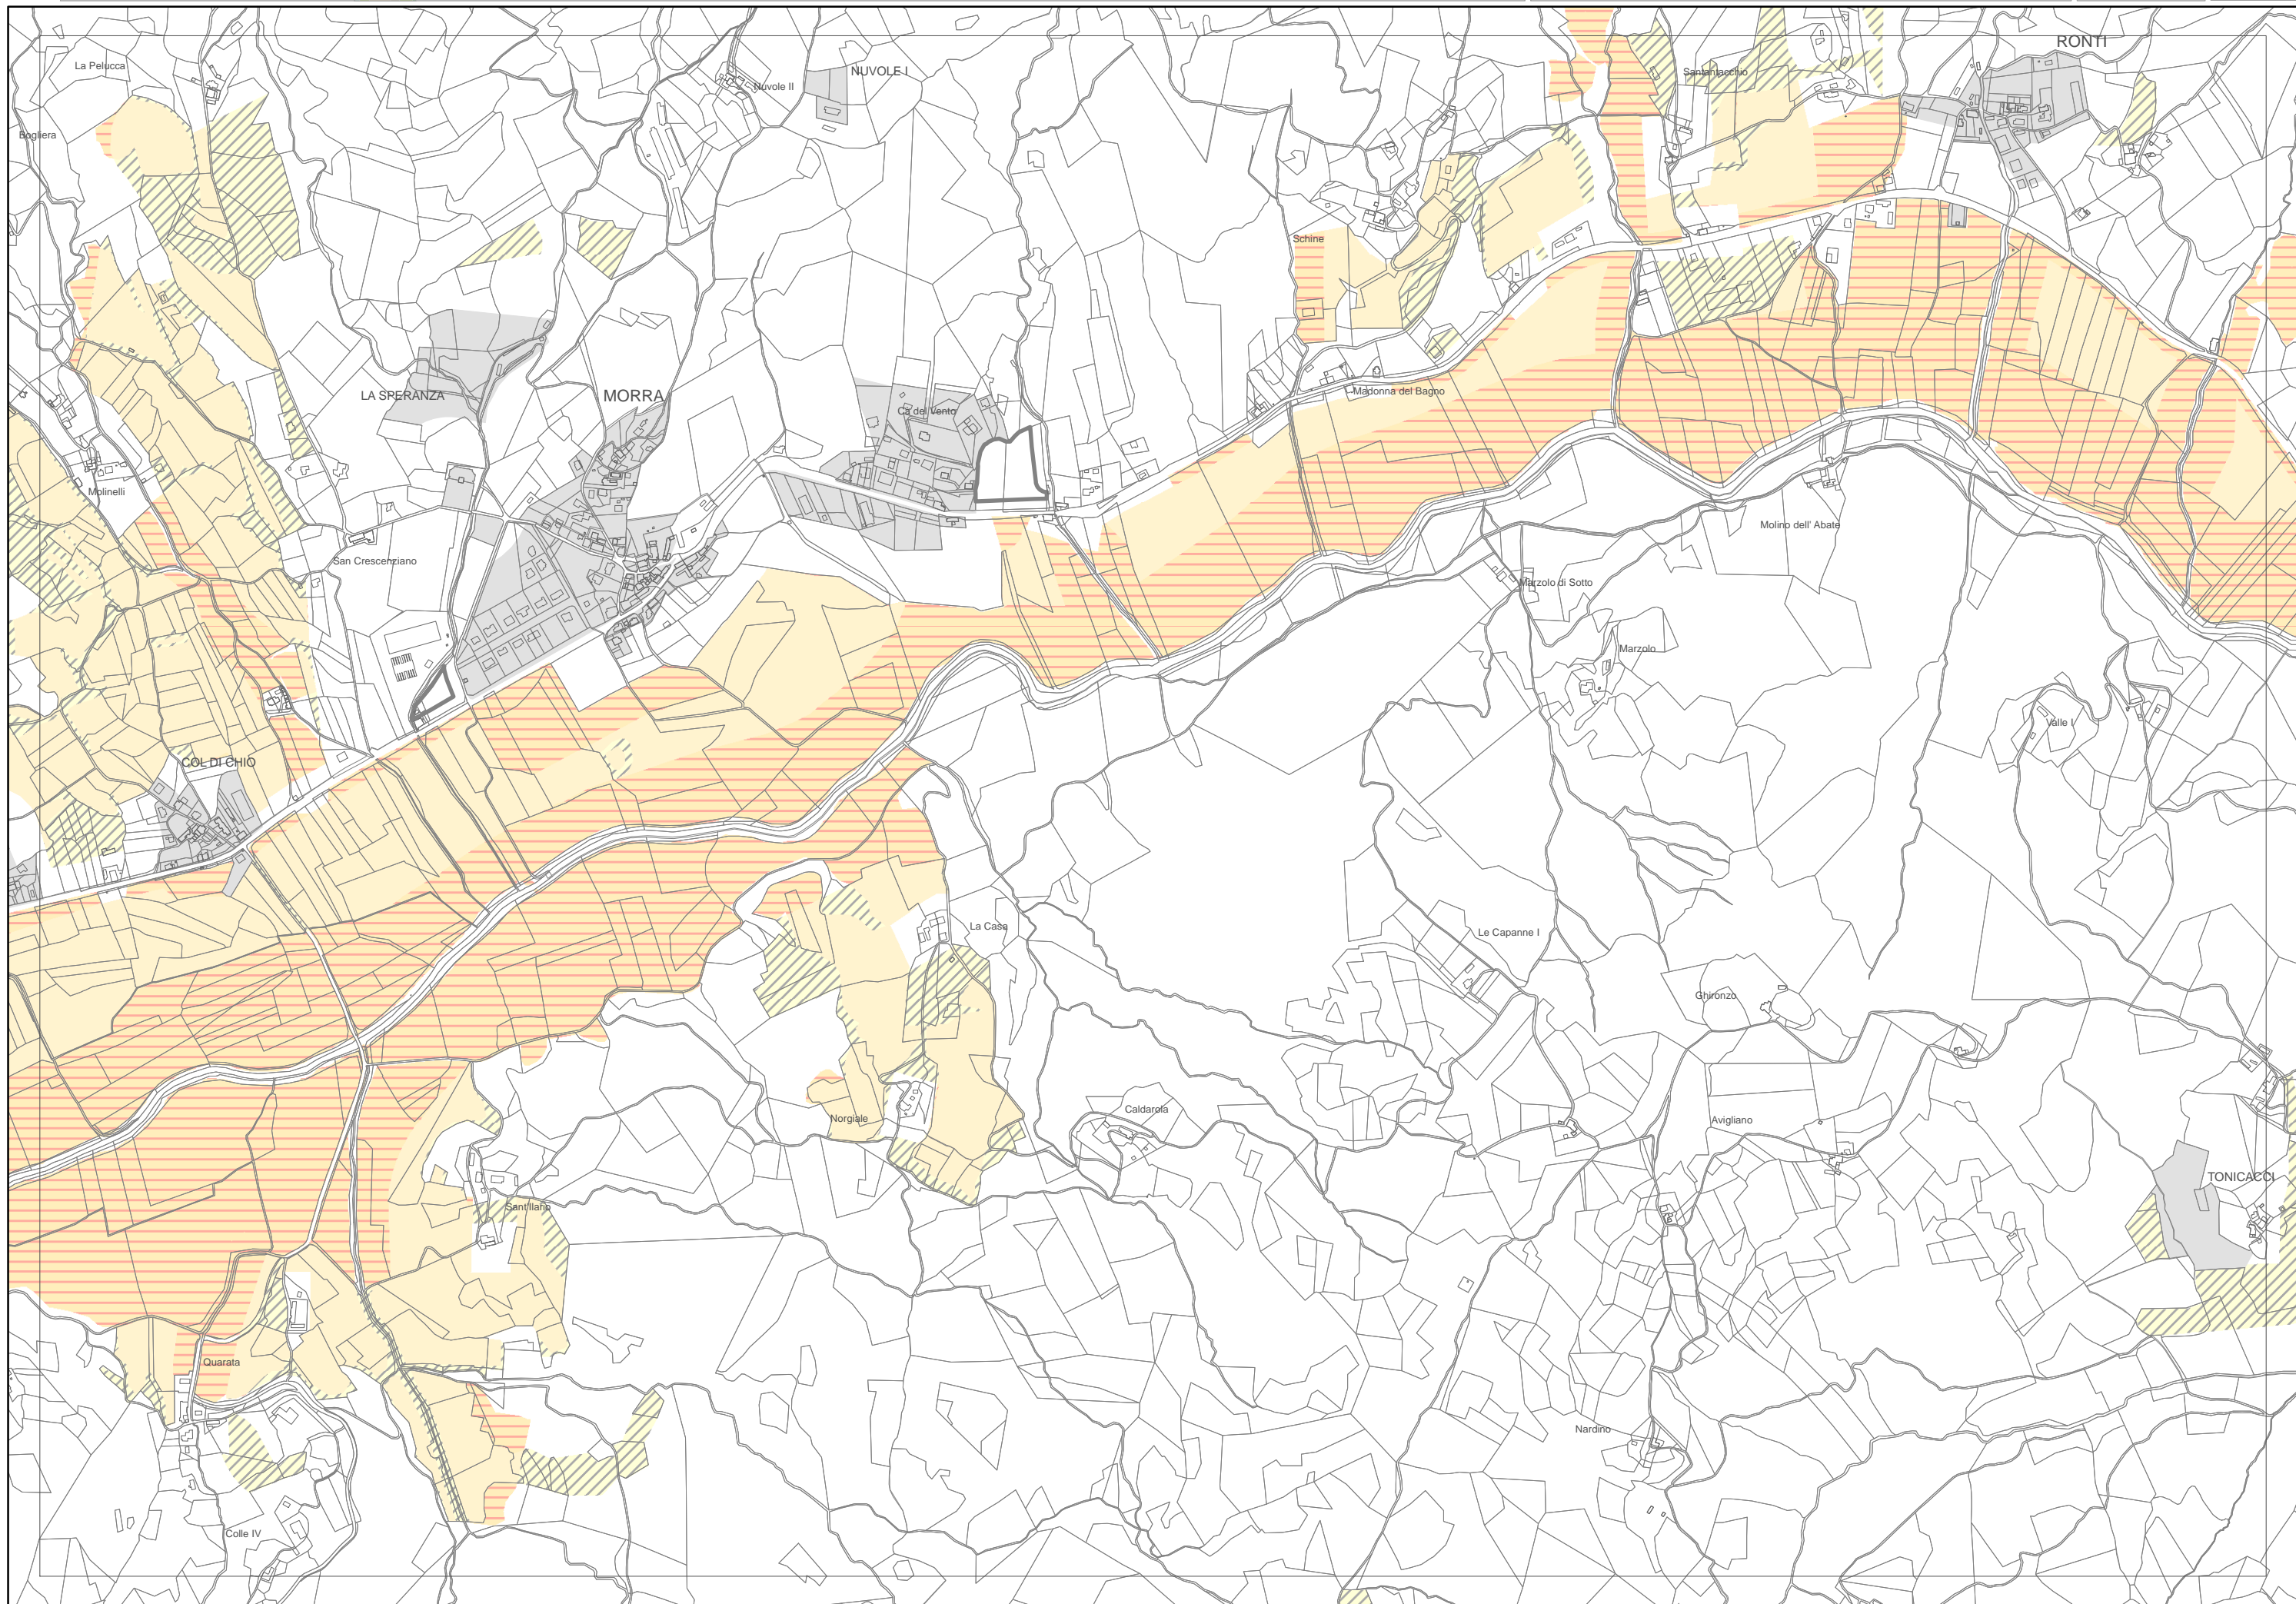 RONTI
La Pelucca
NUVOLE I
Santantacchio
Nuvole II
Bogliera
Schine
Madonna del Bagno
LA SPERANZA
MORRA
Ca del Vento
Molinelli
Molino dell' Abate
San Crescenziano
Marzolo di Sotto
Marzolo
Valle I
COL DI CHIO
La Casa
Le Capanne I
Ghironzo
Caldarola
Norgiale
Avigliano
TONICACCI
Sant'Ilario
Quarata
Nardino
Colle IV